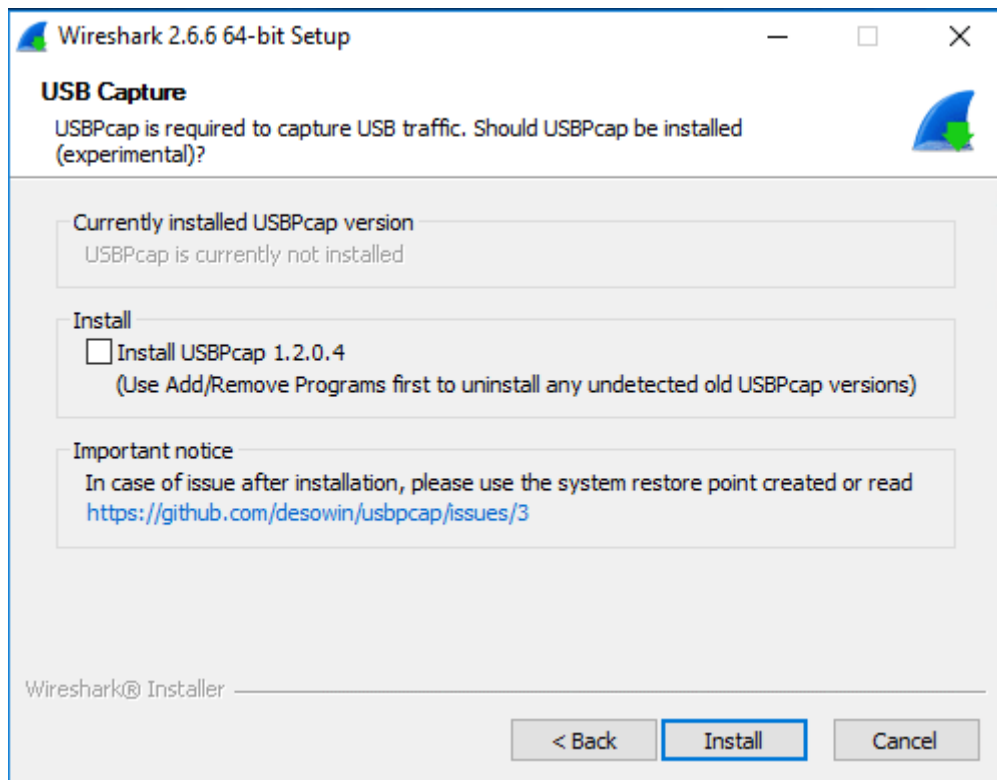 Wireshark 2.6.6 64-bit Setup
USB Capture
USBPcap is required to capture USB traffic. Should USBPcap be installed
(experimental)?
Currently installed USBPcap version
USBPcap is currently not installed
Install
Install USBPcap 1.2.0.4
(Use Add/Remove Programs first to uninstall any undetected old USBPcap versions)
Important notice
In case of issue after installation, please use the system restore point created or read
https://github.com/desowin/usbpcap/issues/3
Wireshark® Installer
< Back Install Cancel